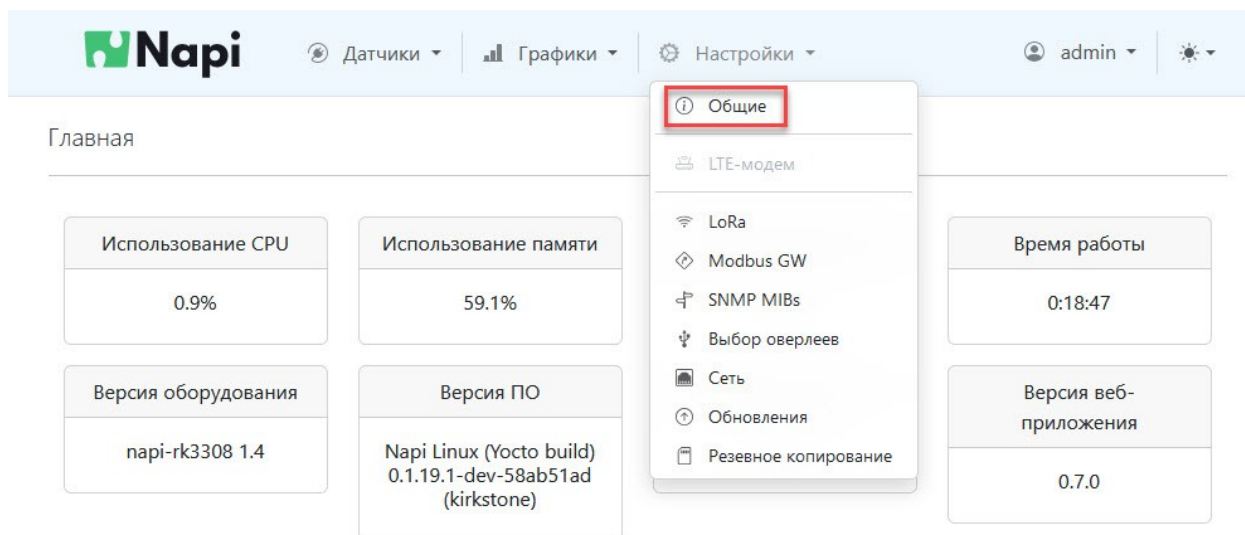 Napi
Датчики
Графики
Настройки
admin
Общие
LTE-модем
LoRa
Modbus GW
SNMP MIBs
Выбор оверлеев
Сеть
Обновления
Резевное копирование
Главная
Использование CPU
0.9%
Использование памяти
59.1%
Время работы
0:18:47
Версия оборудования
napi-rk3308 1.4
Версия ПО
Napi Linux (Yocto build)
0.1.19.1-dev-58ab51ad
(kirkstone)
Версия веб-
приложения
0.7.0